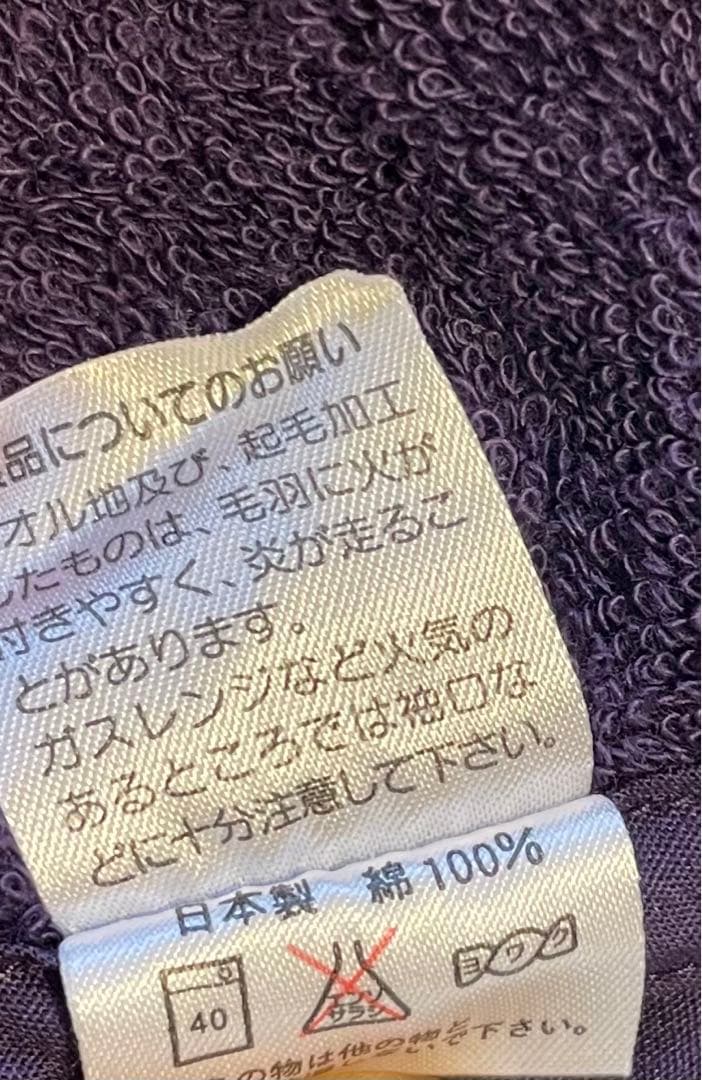 品についてのお願い
オル地及び、起毛加工
したものは、毛羽に火が
付きやすく、炎が走るこ
とがあります。
ガスレンジなど火気の
あるところでは袖口な
どに十分注意して下さい。
日本製 綿100%
40
エンソ
サラシ
ヨワク
の物は他の物と
で下さい。